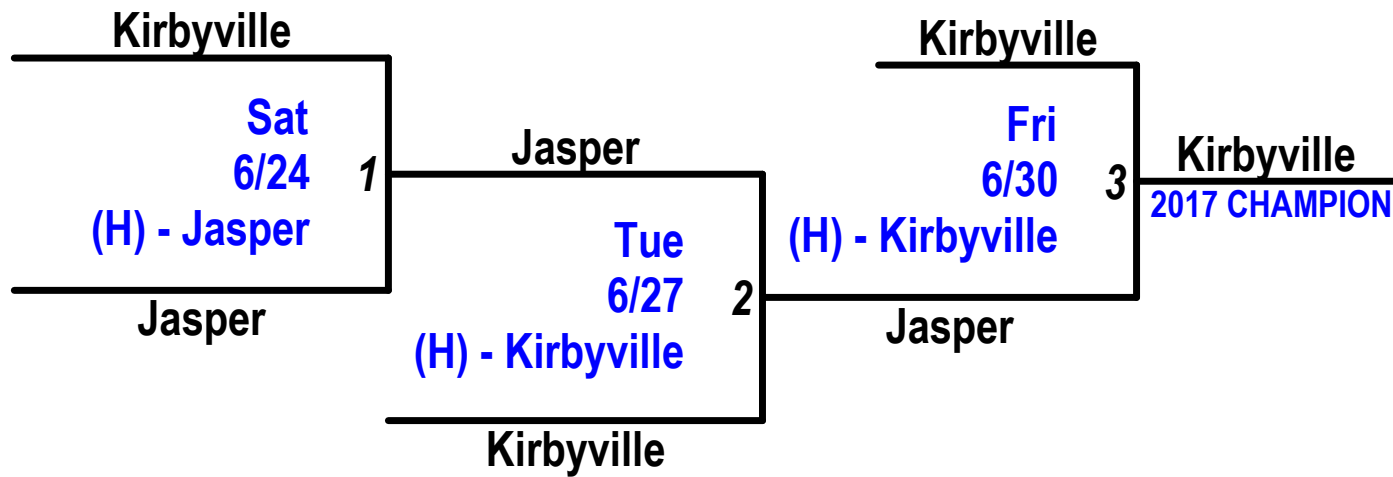 Kirbyville
Sat
6/24
(H) - Jasper
1
Jasper
Jasper
Tue
6/27
(H) - Kirbyville
2
Kirbyville
Kirbyville
Fri
6/30
(H) - Kirbyville
3
Jasper
Kirbyville
2017 CHAMPION